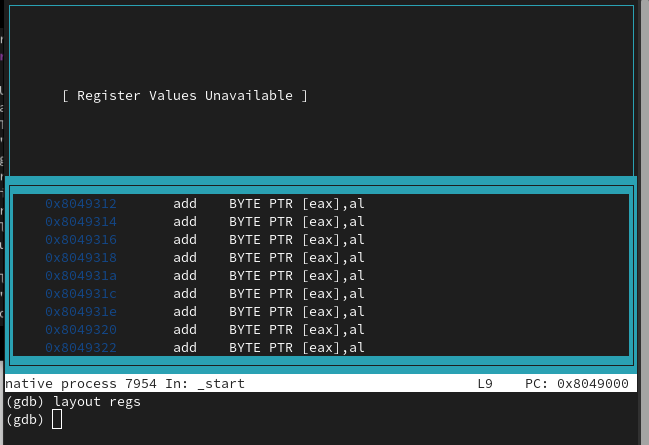 [ Register Values Unavailable ]
0x8049312 add BYTE PTR [eax],al
0x8049314 add BYTE PTR [eax],al
0x8049316 add BYTE PTR [eax],al
0x8049318 add BYTE PTR [eax],al
0x804931a add BYTE PTR [eax],al
0x804931c add BYTE PTR [eax],al
0x804931e add BYTE PTR [eax],al
0x8049320 add BYTE PTR [eax],al
0x8049322 add BYTE PTR [eax],al
native process 7954 In: _start L9 PC: 0x8049000
(gdb) layout regs
(gdb)